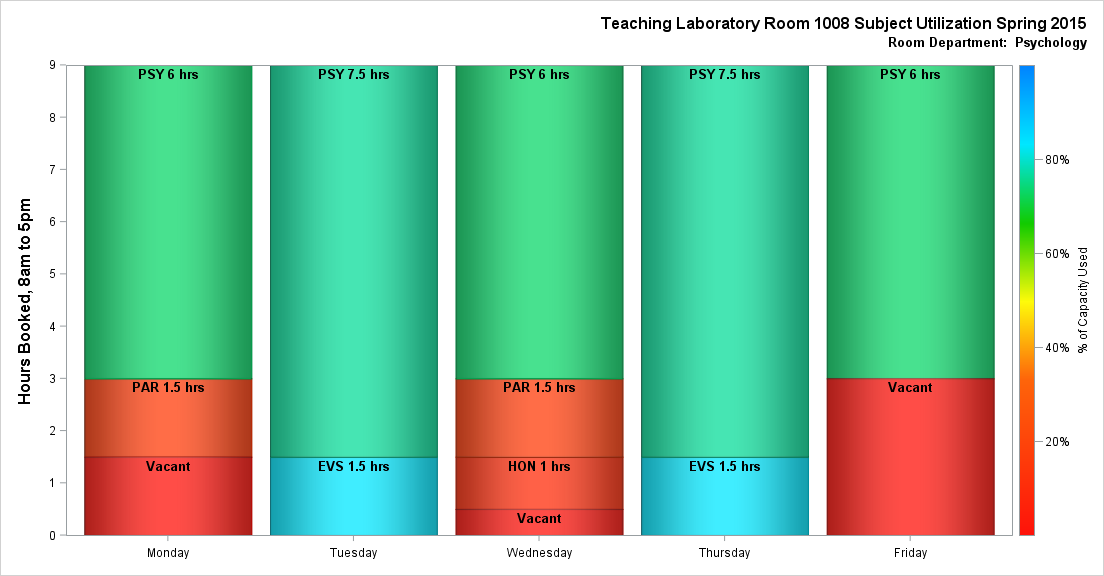 Teaching Laboratory Room 1008 Subject Utilization Spring 2015
Room Department:  Psychology
Hours Booked, 8am to 5pm
9
8
7
6
5
4
3
2
1
0
PSY 6 hrs
PAR 1.5 hrs
Vacant
PSY 7.5 hrs
EVS 1.5 hrs
PSY 6 hrs
PAR 1.5 hrs
HON 1 hrs
Vacant
PSY 7.5 hrs
EVS 1.5 hrs
PSY 6 hrs
Vacant
Monday
Tuesday
Wednesday
Thursday
Friday
80%
60%
40%
20%
% of Capacity Used